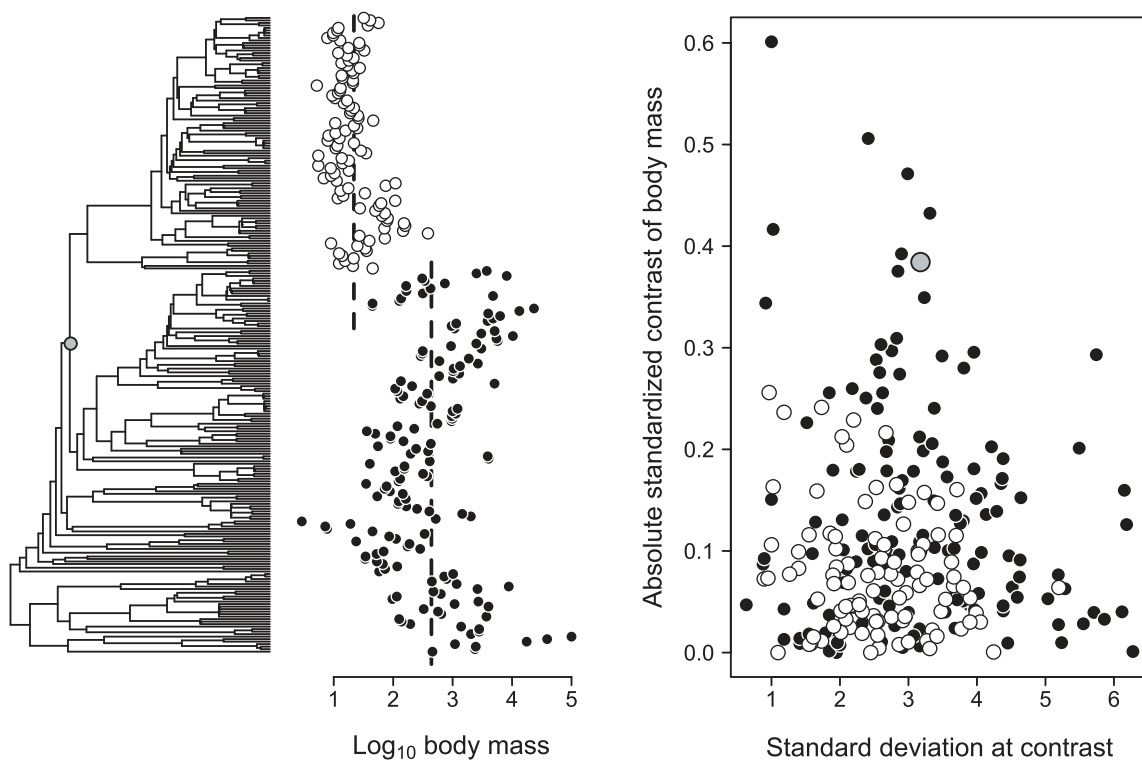 1 2 3 4 5
Log10 body mass
Absolute standardized contrast of body mass
0.6
0.5
0.4
0.3
0.2
0.1
0.0
1 2 3 4 5 6
Standard deviation at contrast